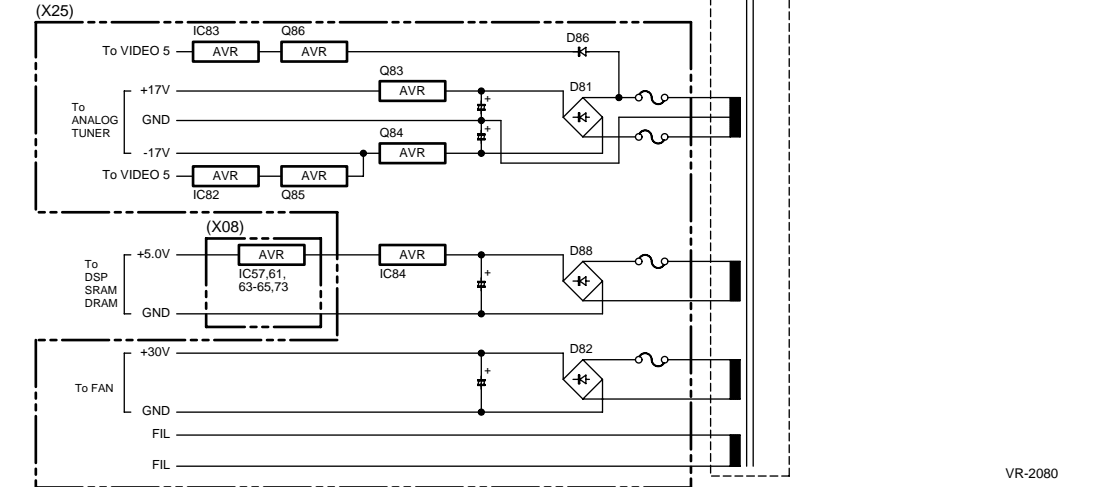 (X25)
IC83
Q86
D86
To VIDEO 5
AVR
AVR
Q83
D81
+17V
AVR
+
To
ANALOG
TUNER
GND
Q84
+
-17V
AVR
To VIDEO 5
AVR
AVR
IC82
Q85
(X08)
D88
+5.0V
AVR
AVR
To
DSP
SRAM
DRAM
IC57,61,
63-65,73
IC84
+
GND
+30V
D82
+
To FAN
GND
FIL
FIL
VR-2080